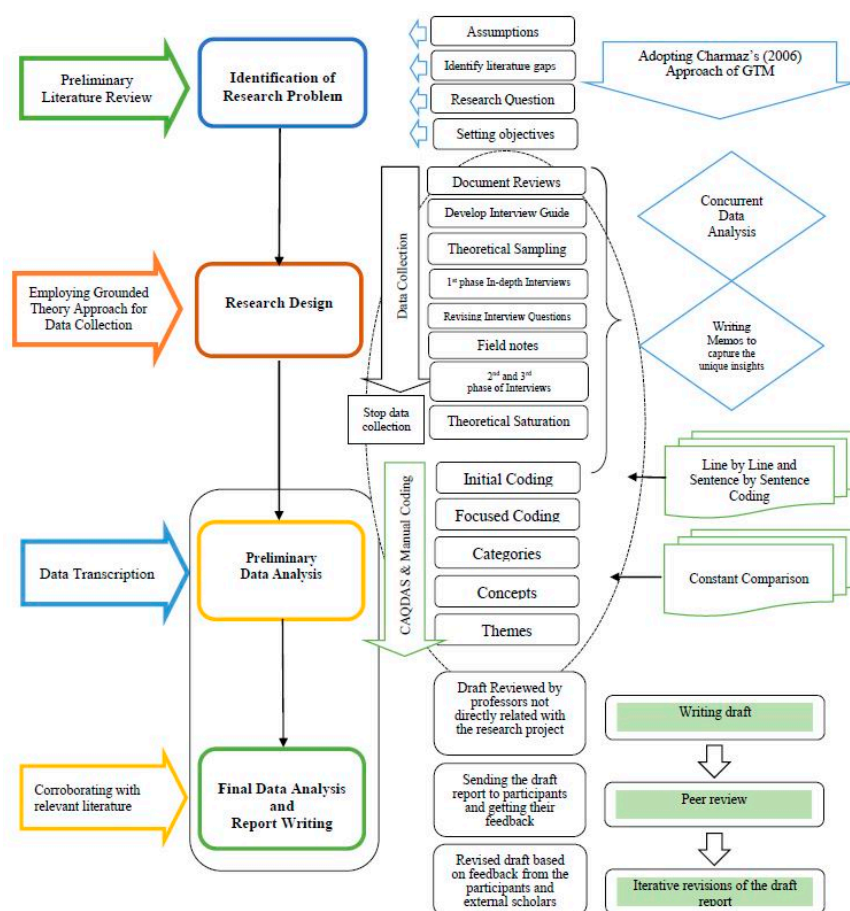 Preliminary
Literature Review
Identification of
Research Problem
Assumptions
Identify literature gaps
Research Question
Setting objectives
Adopting Charmaz's (2006)
Approach of GTM
Employing Grounded
Theory Approach for
Data Collection
Research Design
Data Collection
Document Reviews
Develop Interview Guide
Theoretical Sampling
1st phase In-depth Interviews
Revising Interview Questions
Field notes
2nd and 3rd
phase of Interviews
Theoretical Saturation
Stop data
collection
Concurrent
Data
Analysis
Writing
Memos to
capture the
unique insights
Data Transcription
Preliminary
Data Analysis
CAQDAS & Manual Coding
Initial Coding
Focused Coding
Categories
Concepts
Themes
Line by Line and
Sentence by Sentence
Coding
Constant Comparison
Corroborating with
relevant literature
Final Data Analysis
and
Report Writing
Draft Reviewed by
professors not
directly related with
the research project
Sending the draft
report to participants
and getting their
feedback
Revised draft based
on feedback from the
participants and
external scholars
Writing draft
Peer review
Iterative revisions of the draft
report